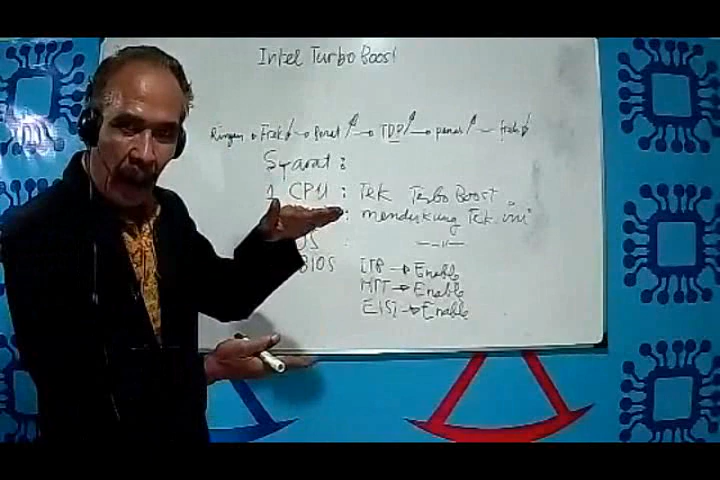 Intel Turbo Boost
Ringan Frek Berat TDP panas frek
Syarat :
1 CPU : Tek Turbo Boost
: mendukung Tek ini
OS : —〃—
BIOS ITB → Enable
HTT → Enable
EIST → Enable